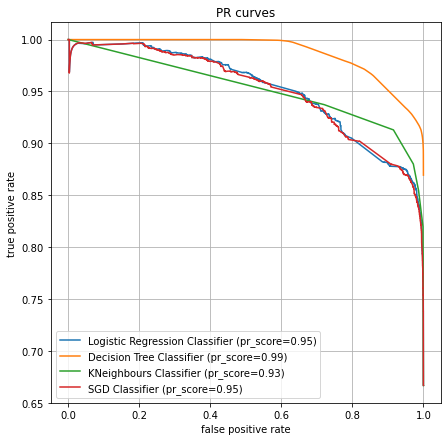 PR curves
true positive rate
1.00
0.95
0.90
0.85
0.80
0.75
0.70
0.65
Logistic Regression Classifier (pr_score=0.95)
Decision Tree Classifier (pr_score=0.99)
KNeighbours Classifier (pr_score=0.93)
SGD Classifier (pr_score=0.95)
0.0 0.2 0.4 0.6 0.8 1.0
false positive rate